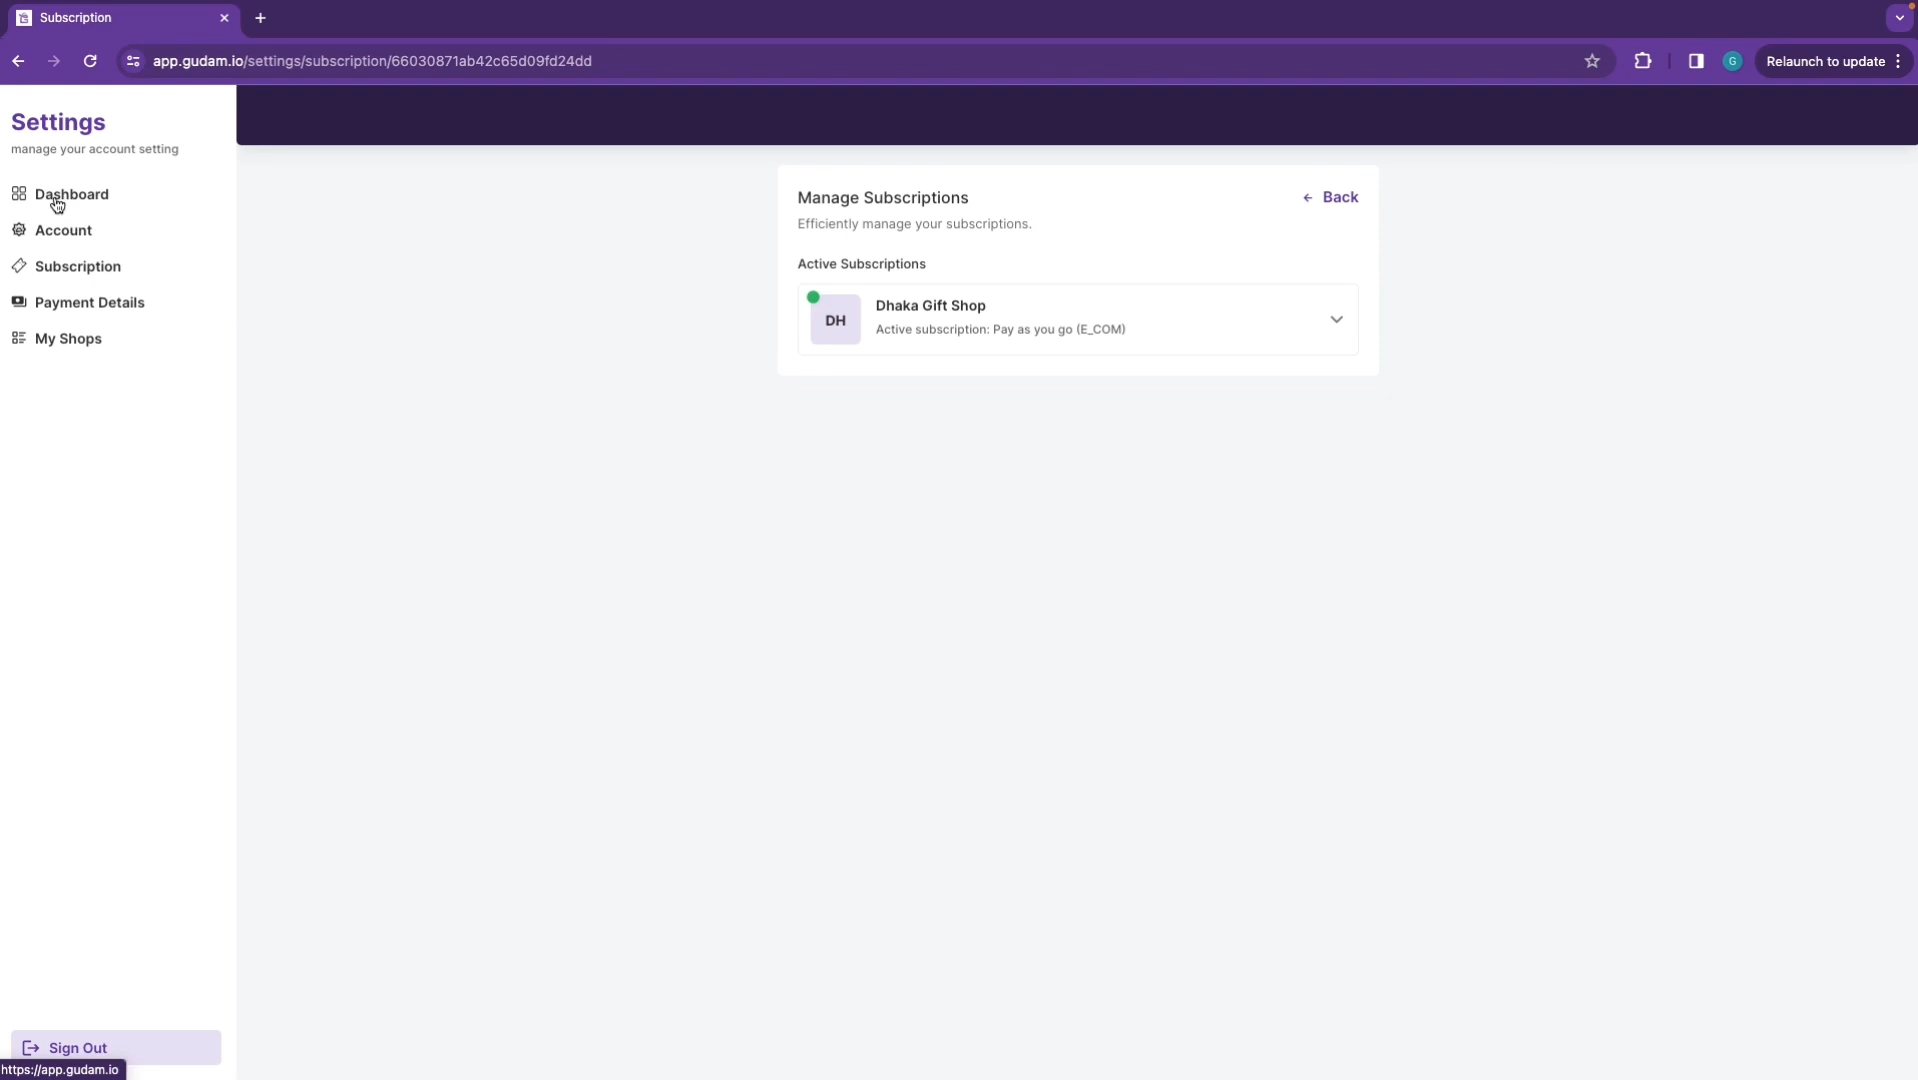 Subscription
app.gudam.io/settings/subscription/66030871ab42c65d09fd24dd
G
Relaunch to update
Settings
manage your account setting
Dashboard
Account
Subscription
Payment Details
My Shops
Manage Subscriptions
Back
Efficiently manage your subscriptions.
Active Subscriptions
DH
Dhaka Gift Shop
Active subscription: Pay as you go (E_COM)
Sign Out
https://app.gudam.io